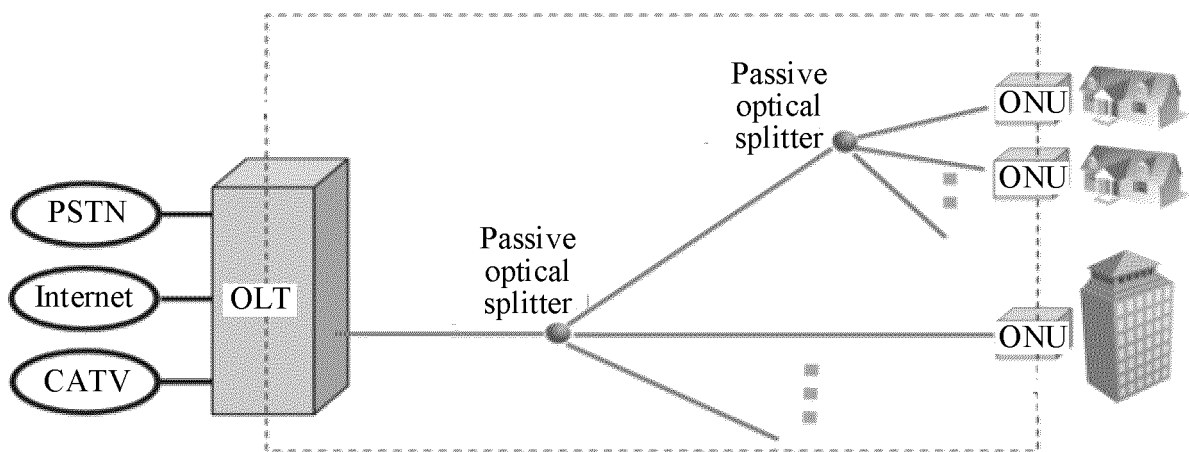 Passive
optical
splitter
ONU
ONU
PSTN
Internet
CATV
OLT
Passive
optical
splitter
ONU